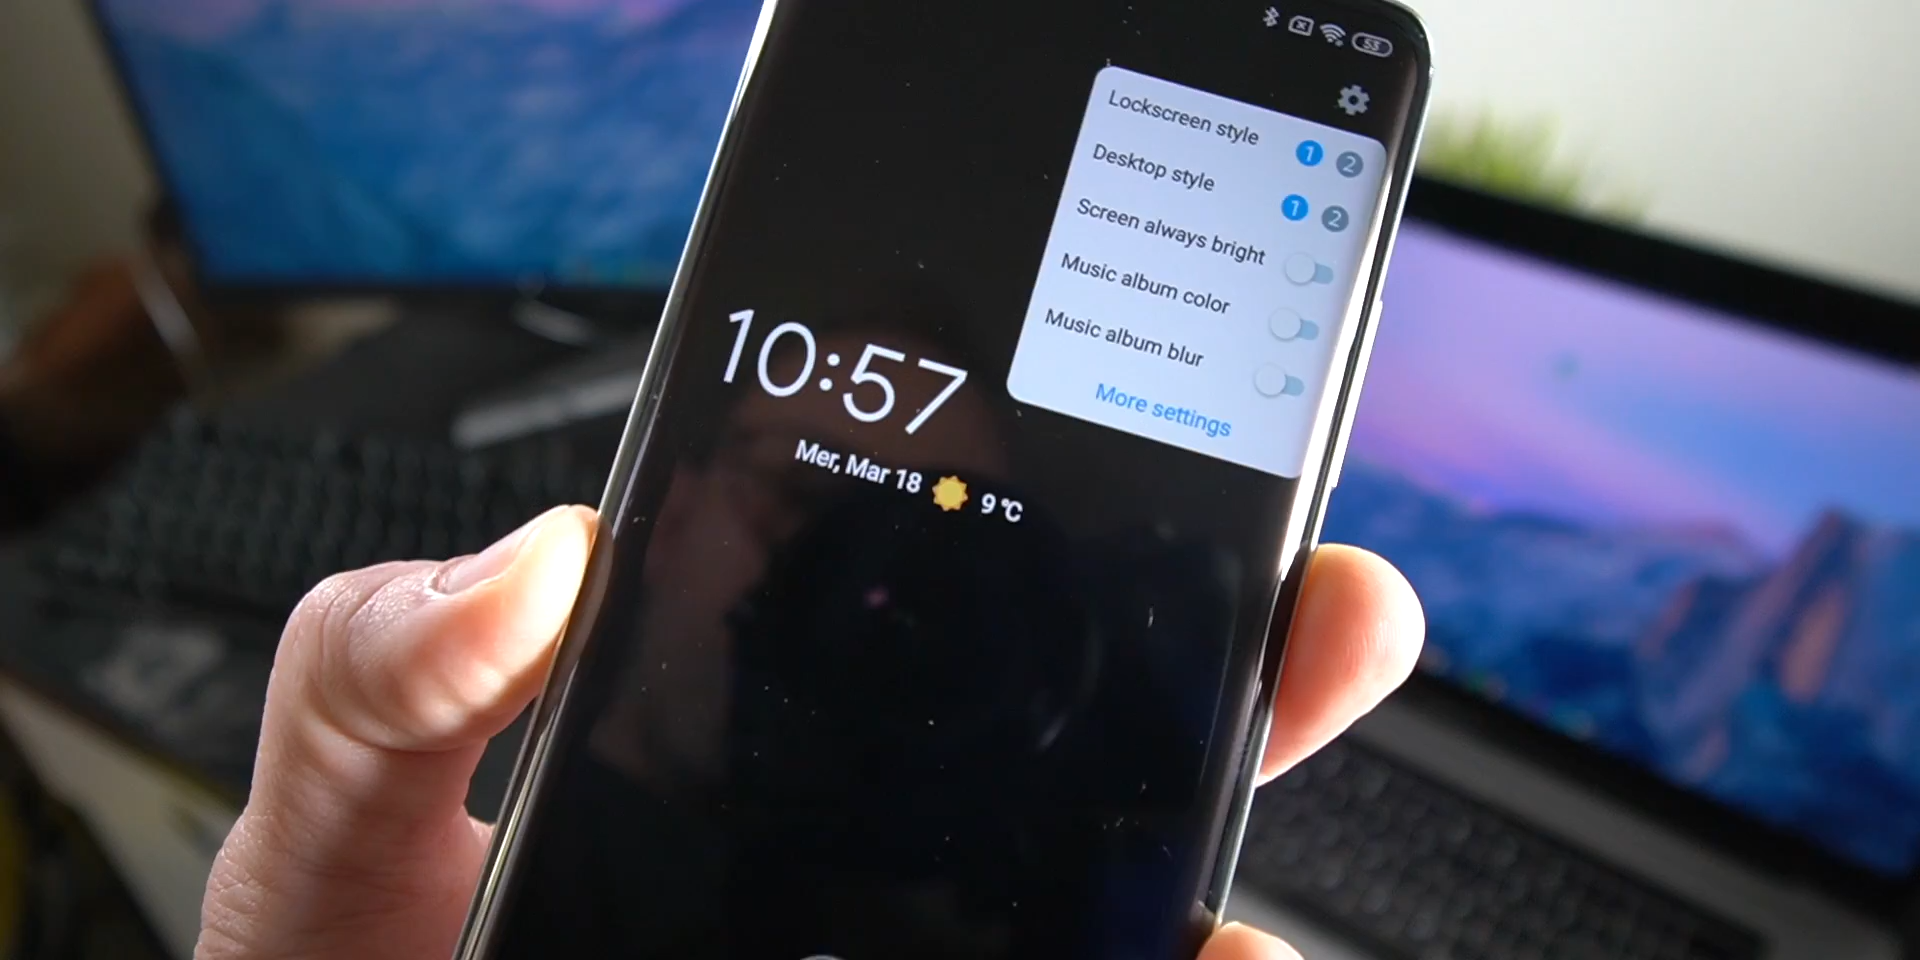 53
Lockscreen style 1 2
Desktop style 1 2
Screen always bright
Music album color
Music album blur
More settings
10:57
Mer, Mar 18 9 °C